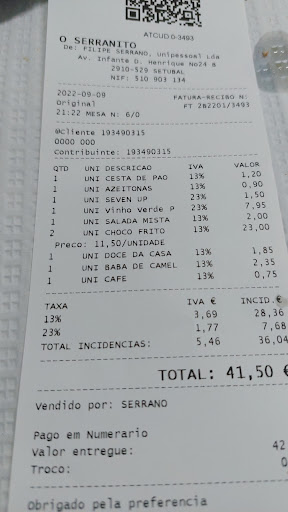 ATCUD 0-3493
O SERRANITO
De: FILIPE SERRANO, Unipessoal Lda
Av. Infante D. Henrique No24 B
2910-529 SETUBAL
NIF: 510 903 134
2022-09-09 FATURA-RECIBO N:
Original FT 2B2201/3493
21:22 MESA N: 6/0
@Cliente 193490315
0000 000
Contribuinte: 193490315
QTD UNI DESCRICAO IVA VALOR
1 UNI CESTA DE PAO 13% 1,20
1 UNI AZEITONAS 13% 0,90
1 UNI SEVEN UP 23% 1,50
1 UNI Vinho Verde P 23% 7,95
1 UNI SALADA MISTA 13% 2,00
2 UNI CHOCO FRITO 13% 23,00
Preco: 11,50/UNIDADE
1 UNI DOCE DA CASA 13% 1,85
1 UNI BABA DE CAMEL 13% 2,35
1 UNI CAFE 13% 0,75
TAXA IVA € INCID.€
13% 3,69 28,36
23% 1,77 7,68
TOTAL INCIDENCIAS: 5,46 36,04
TOTAL: 41,50 €
Vendido por: SERRANO
Pago em Numerario
Valor entregue: 42
Troco: 0
Obrigado pela preferencia